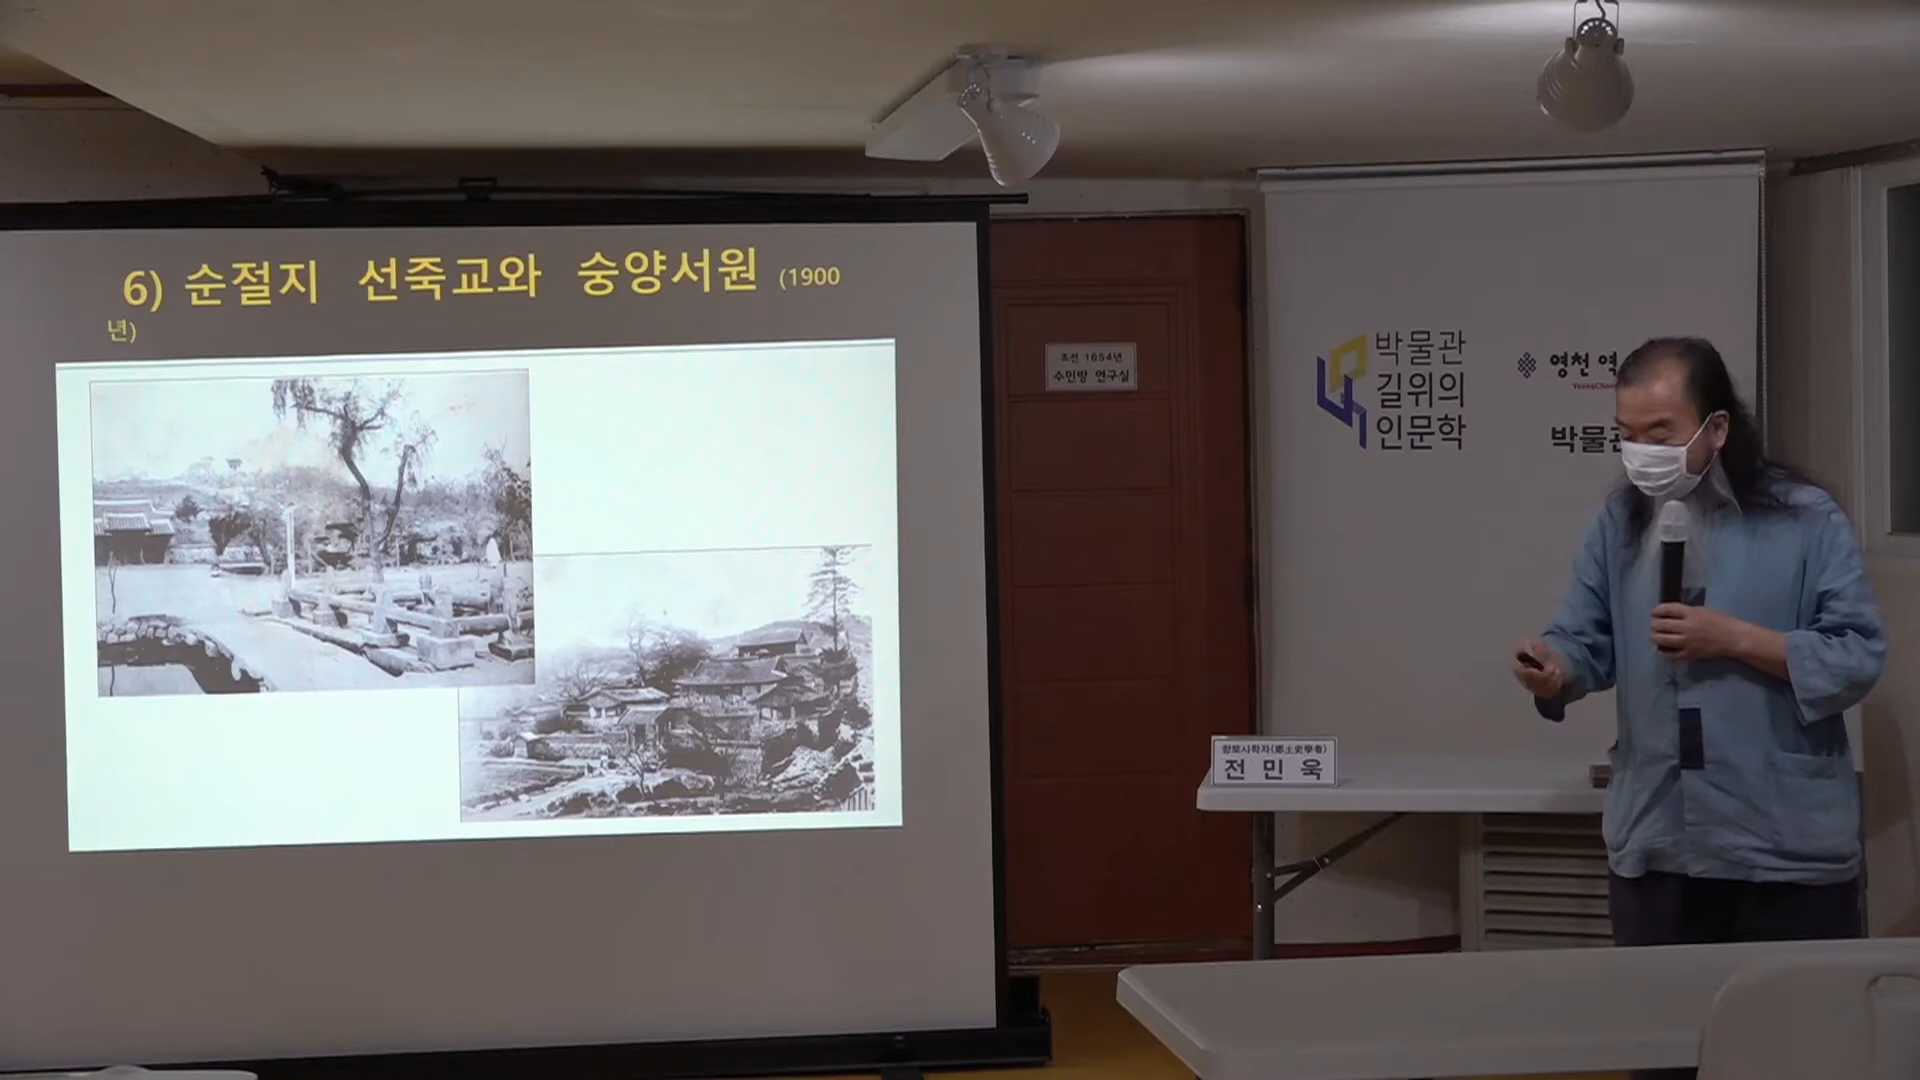 6) 순절지 선죽교와 숭양서원 (1900
년)
조선 1654년
수민방 연구실
박물관
길위의
인문학
영천 역
박물관
향토사학자(鄕土史學者)
전 민 욱